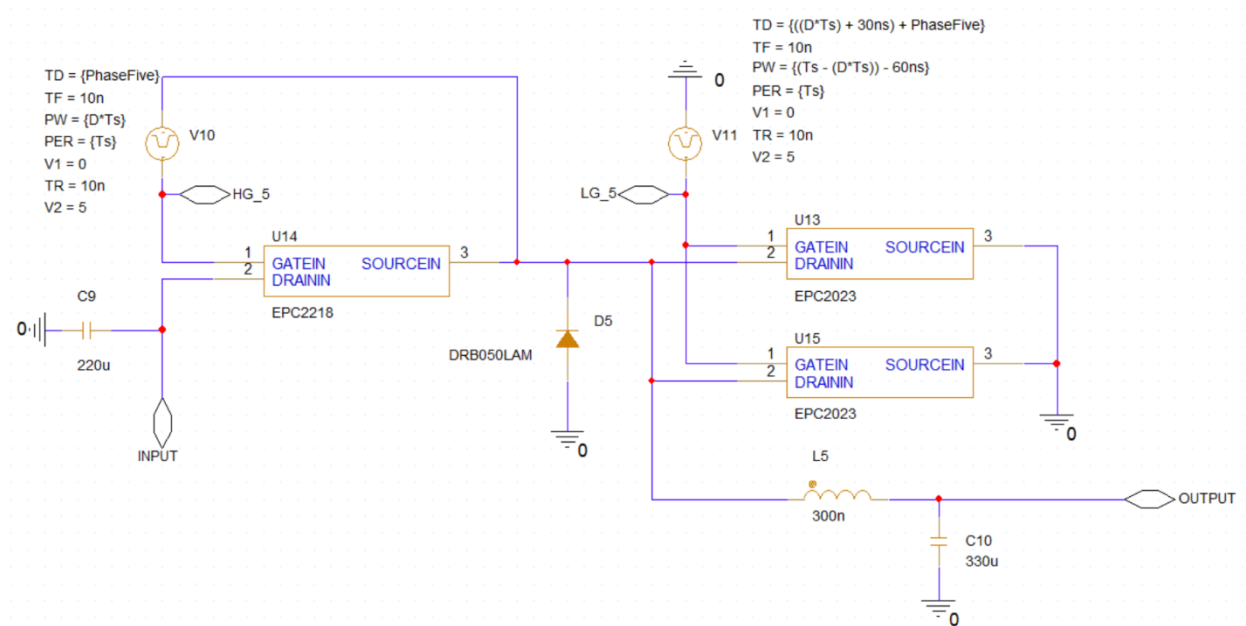 TD = {((D*Ts) + 30ns) + PhaseFive}
TF = 10n
PW = {(Ts - (D*Ts)) - 60ns}
PER = {Ts}
V1 = 0
TR = 10n
V2 = 5
0
V11
TD = {PhaseFive}
TF = 10n
PW = {D*Ts}
PER = {Ts}
V1 = 0
TR = 10n
V2 = 5
V10
HG_5
LG_5
U14
1
2
GATEIN
DRAININ
SOURCEIN
3
EPC2218
U13
1
2
GATEIN
DRAININ
SOURCEIN
3
EPC2023
C9
0
220u
INPUT
D5
DRB050LAM
0
U15
1
2
GATEIN
DRAININ
SOURCEIN
3
EPC2023
0
L5
300n
OUTPUT
C10
330u
0